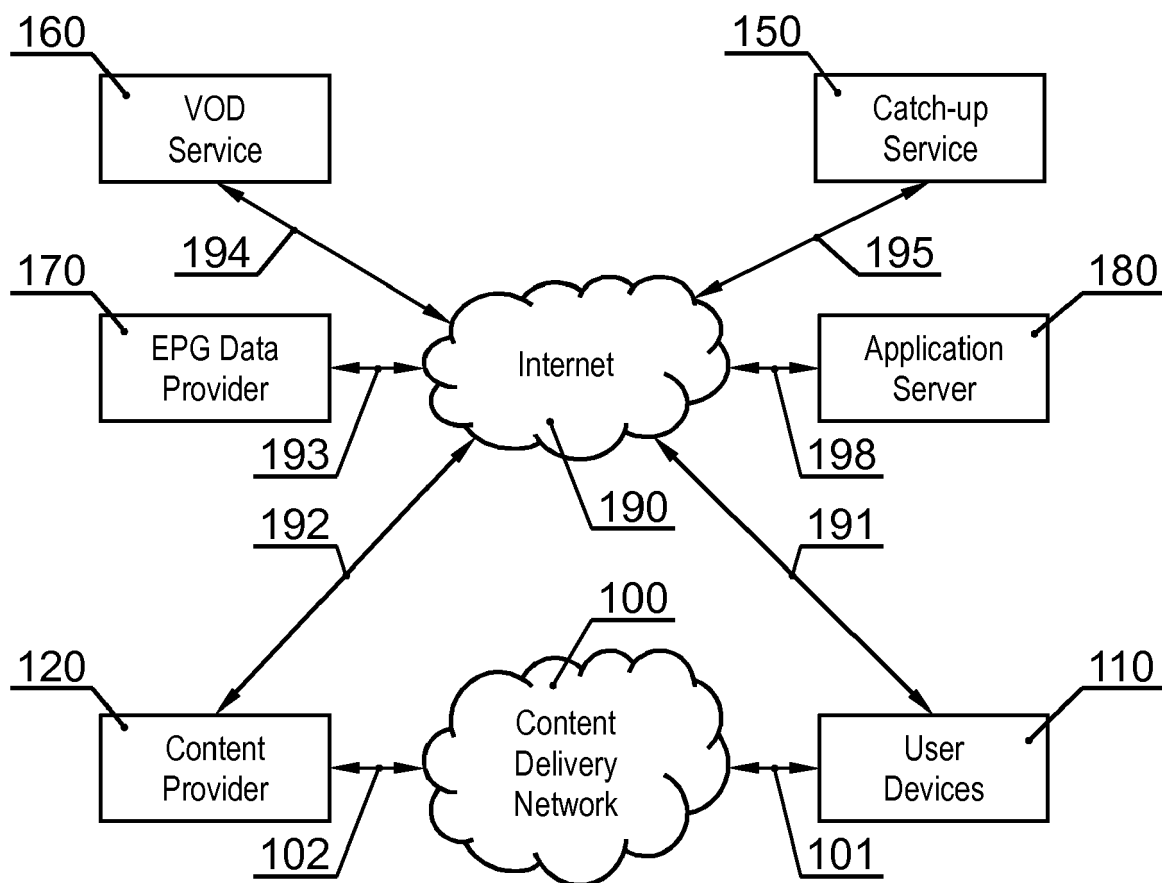 160
VOD
Service
150
Catch-up
Service
194
195
170
EPG Data
Provider
Internet
180
Application
Server
193
190
198
192
191
100
120
Content
Provider
Content
Delivery
Network
110
User
Devices
102
101